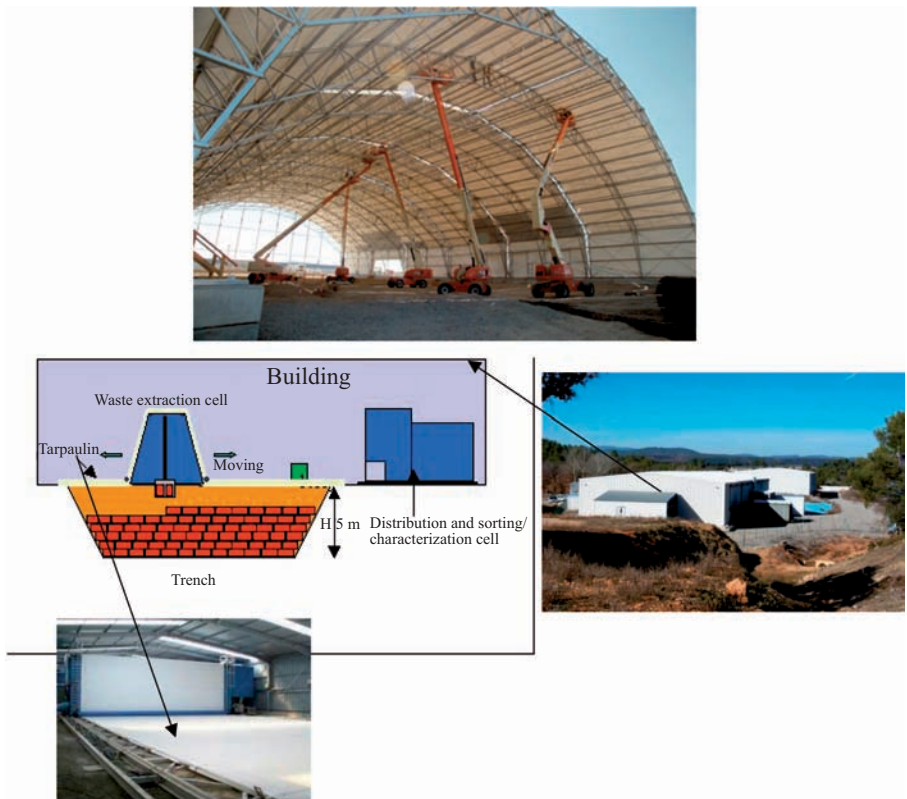 Building
Waste extraction cell
Tarpaulin
Moving
H 5 m
Distribution and sorting/
characterization cell
Trench